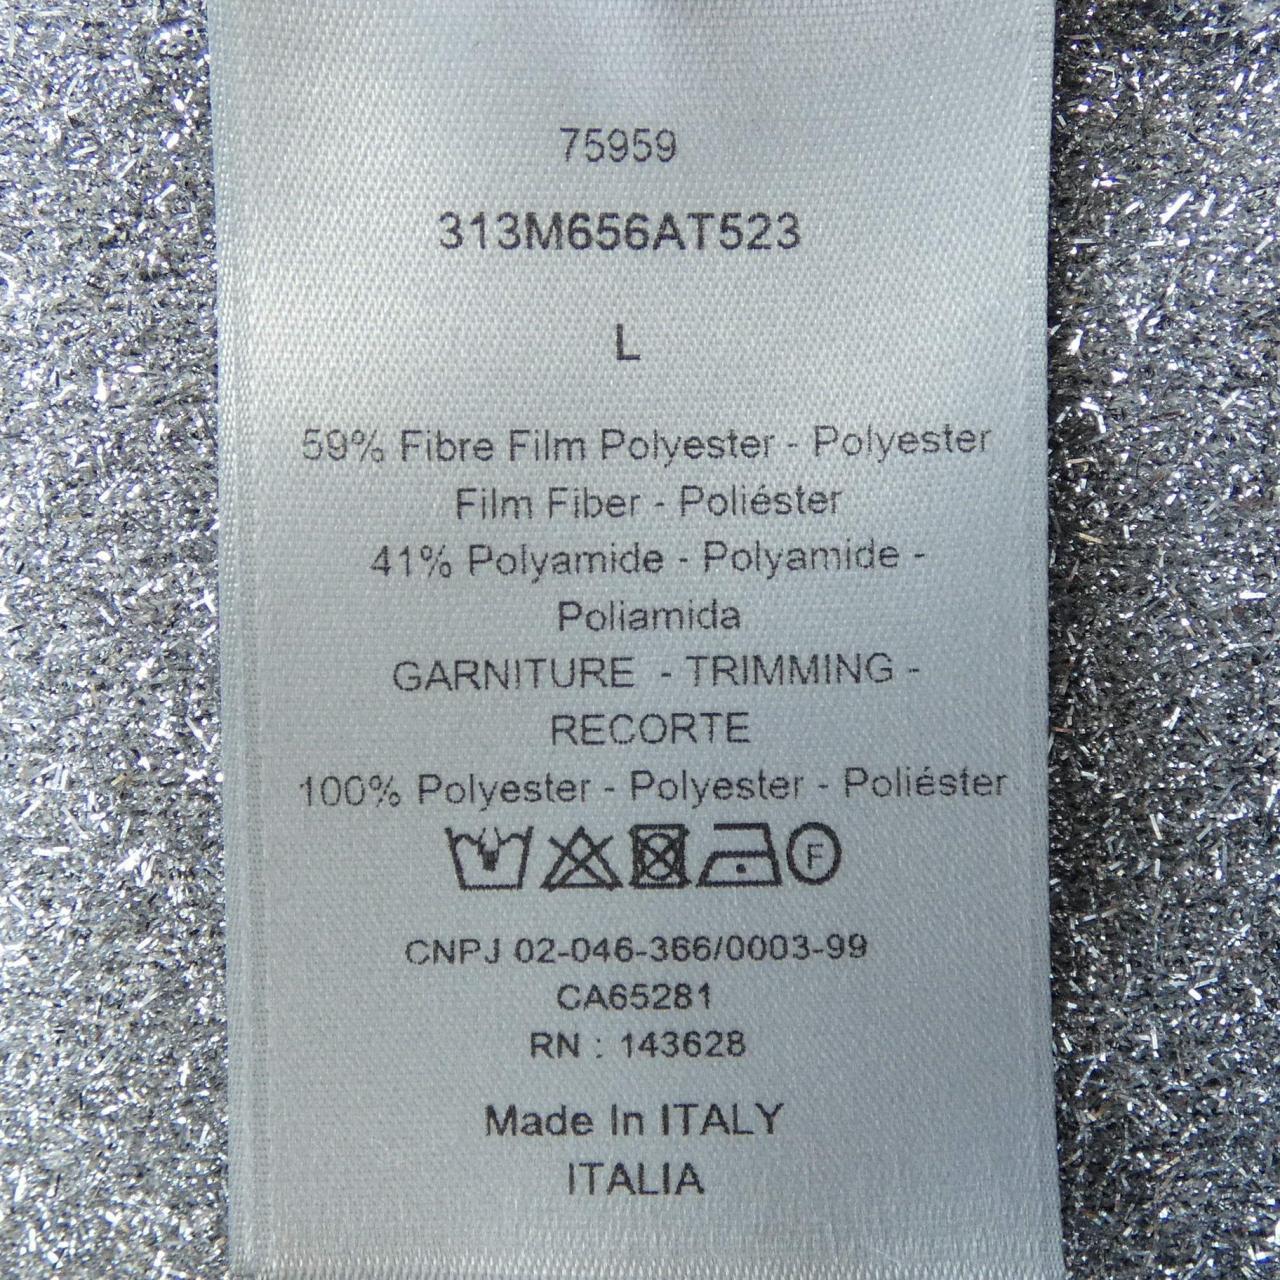 75959
313M656AT523
L
59% Fibre Film Polyester - Polyester
Film Fiber - Poliéster
41% Polyamide - Polyamide -
Poliamida
GARNITURE - TRIMMING -
RECORTE
100% Polyester - Polyester - Poliéster
F
CNPJ 02-046-366/0003-99
CA65281
RN : 143628
Made In ITALY
ITALIA